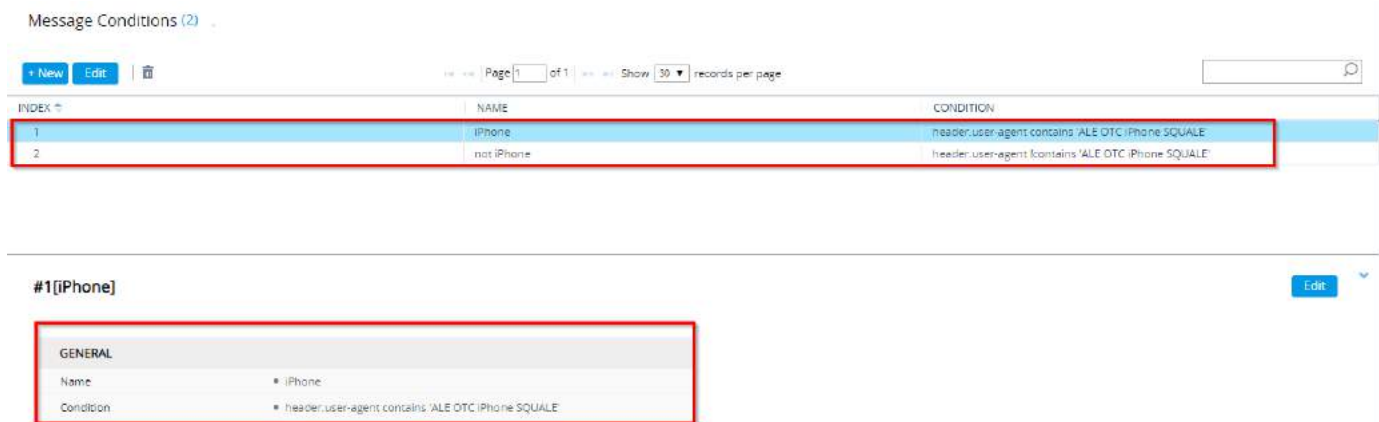 Message Conditions (2)
+ New Edit Page 1 of 1 Show 30 records per page
INDEX NAME CONDITION
1 iPhone header.user-agent contains 'ALE OTC iPhone SQUALE'
2 not iPhone header.user-agent !contains 'ALE OTC iPhone SQUALE'
#1[iPhone] Edit
GENERAL
Name iPhone
Condition header.user-agent contains 'ALE OTC iPhone SQUALE'